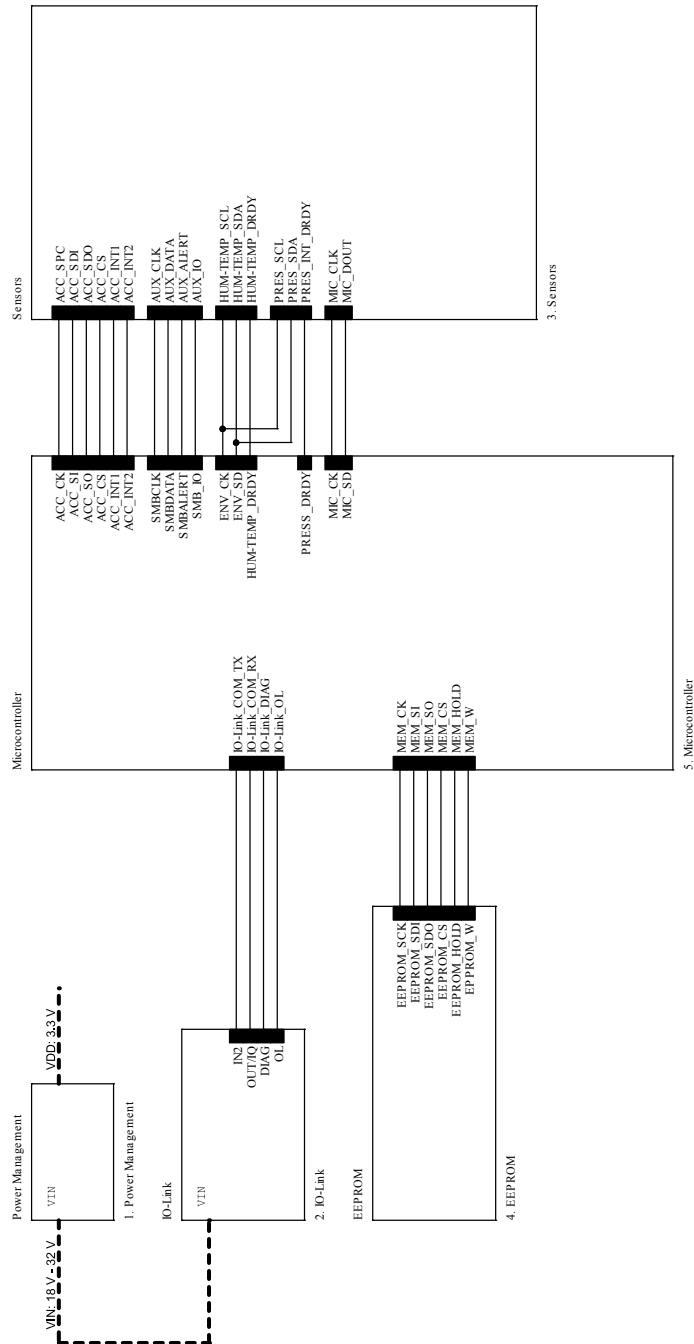 Power Management
VIN
VIN: 18 V - 32 V
VDD: 3.3 V
1. Power Management
IO-Link
VIN
IN2
OUT/IQ
DIAG
OL
2. IO-Link
EEPROM
EEPROM_SCK
EEPROM_SDI
EEPROM_SDO
EEPROM_CS
EEPROM_HOLD
EPPROM_W
4. EEPROM
Microcontroller
IO-Link_COM_TX
IO-Link_COM_RX
IO-Link_DIAG
IO-Link_OL
MEM_CK
MEM_SI
MEM_SO
MEM_CS
MEM_HOLD
MEM_W
ACC_CK
ACC_SI
ACC_SO
ACC_CS
ACC_INT1
ACC_INT2
SMBCLK
SMBDATA
SMBALERT
SMB_IO
ENV_CK
ENV_SD
HUM-TEMP_DRDY
PRESS_DRDY
MIC_CK
MIC_SD
5. Microcontroller
Sensors
ACC_SPC
ACC_SDI
ACC_SDO
ACC_CS
ACC_INT1
ACC_INT2
AUX_CLK
AUX_DATA
AUX_ALERT
AUX_IO
HUM-TEMP_SCL
HUM-TEMP_SDA
HUM-TEMP_DRDY
PRES_SCL
PRES_SDA
PRES_INT_DRDY
MIC_CLK
MIC_DOUT
3. Sensors